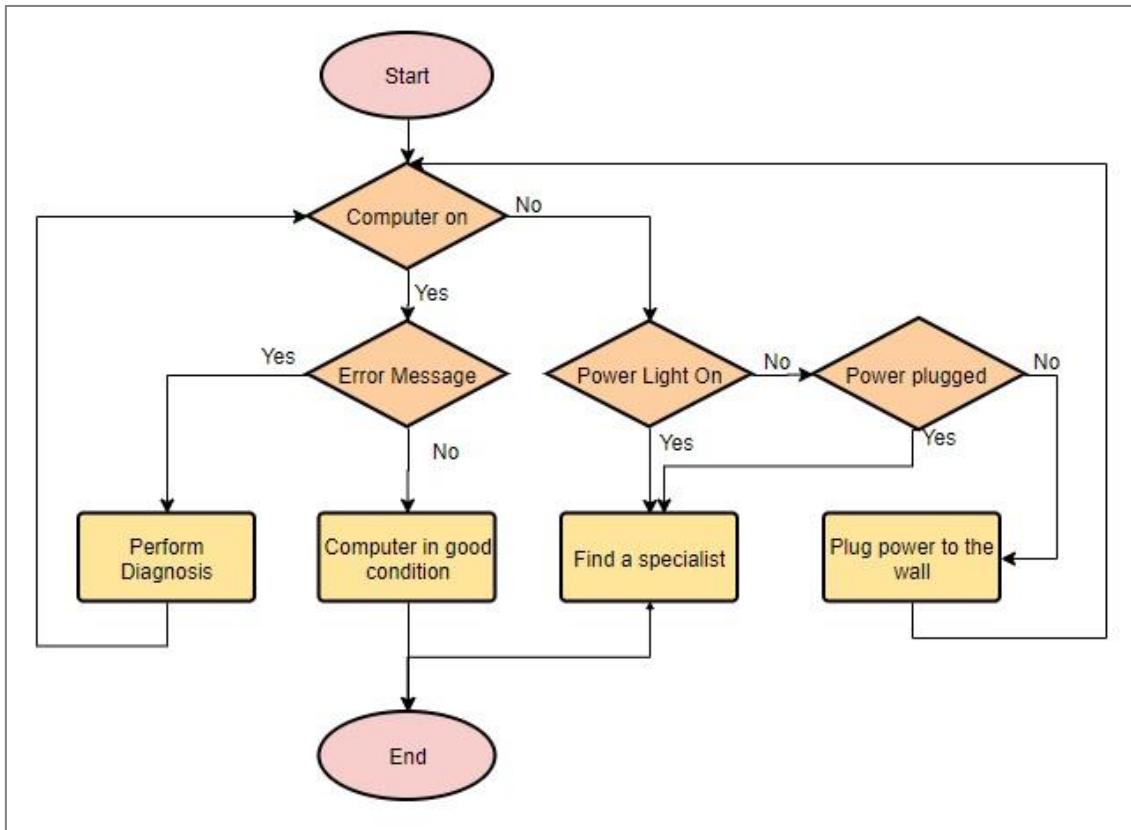 Start
Computer on
No
Yes
Yes
Error Message
Power Light On
No
Power plugged
No
No
Yes
Yes
Perform
Diagnosis
Computer in good
condition
Find a specialist
Plug power to the
wall
End